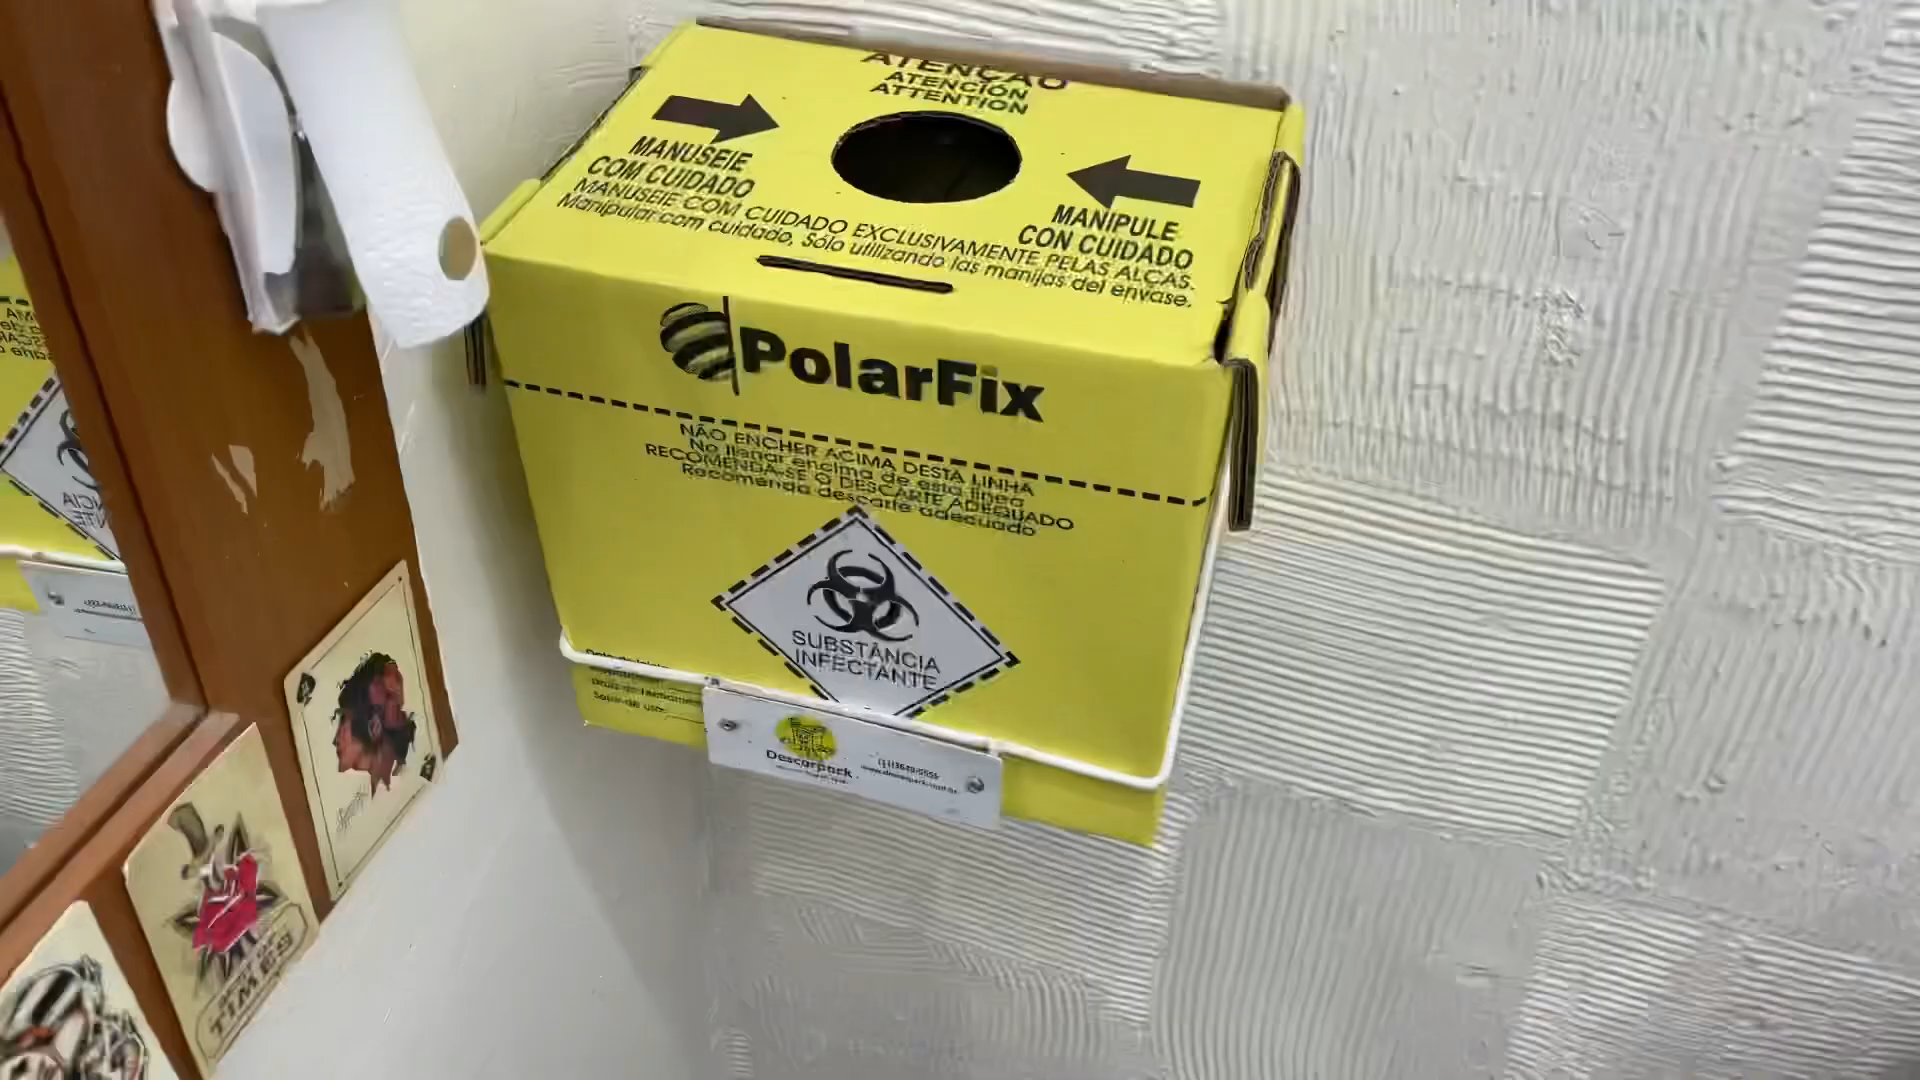 ATENÇÃO
ATENCIÓN
ATTENTION
MANUSEIE
COM CUIDADO
MANIPULE
CON CUIDADO
MANUSEIE COM CUIDADO EXCLUSIVAMENTE PELAS ALÇAS.
Manipular com cuidado, Sólo utilizando las manijas del envase.
PolarFix
NÃO ENCHER ACIMA DESTA LINHA
No llenar encima de esta línea
RECOMENDA-SE O DESCARTE ADEQUADO
Recomenda descarte adecuado
SUBSTÂNCIA
INFECTANTE
Descarpack
TIMES